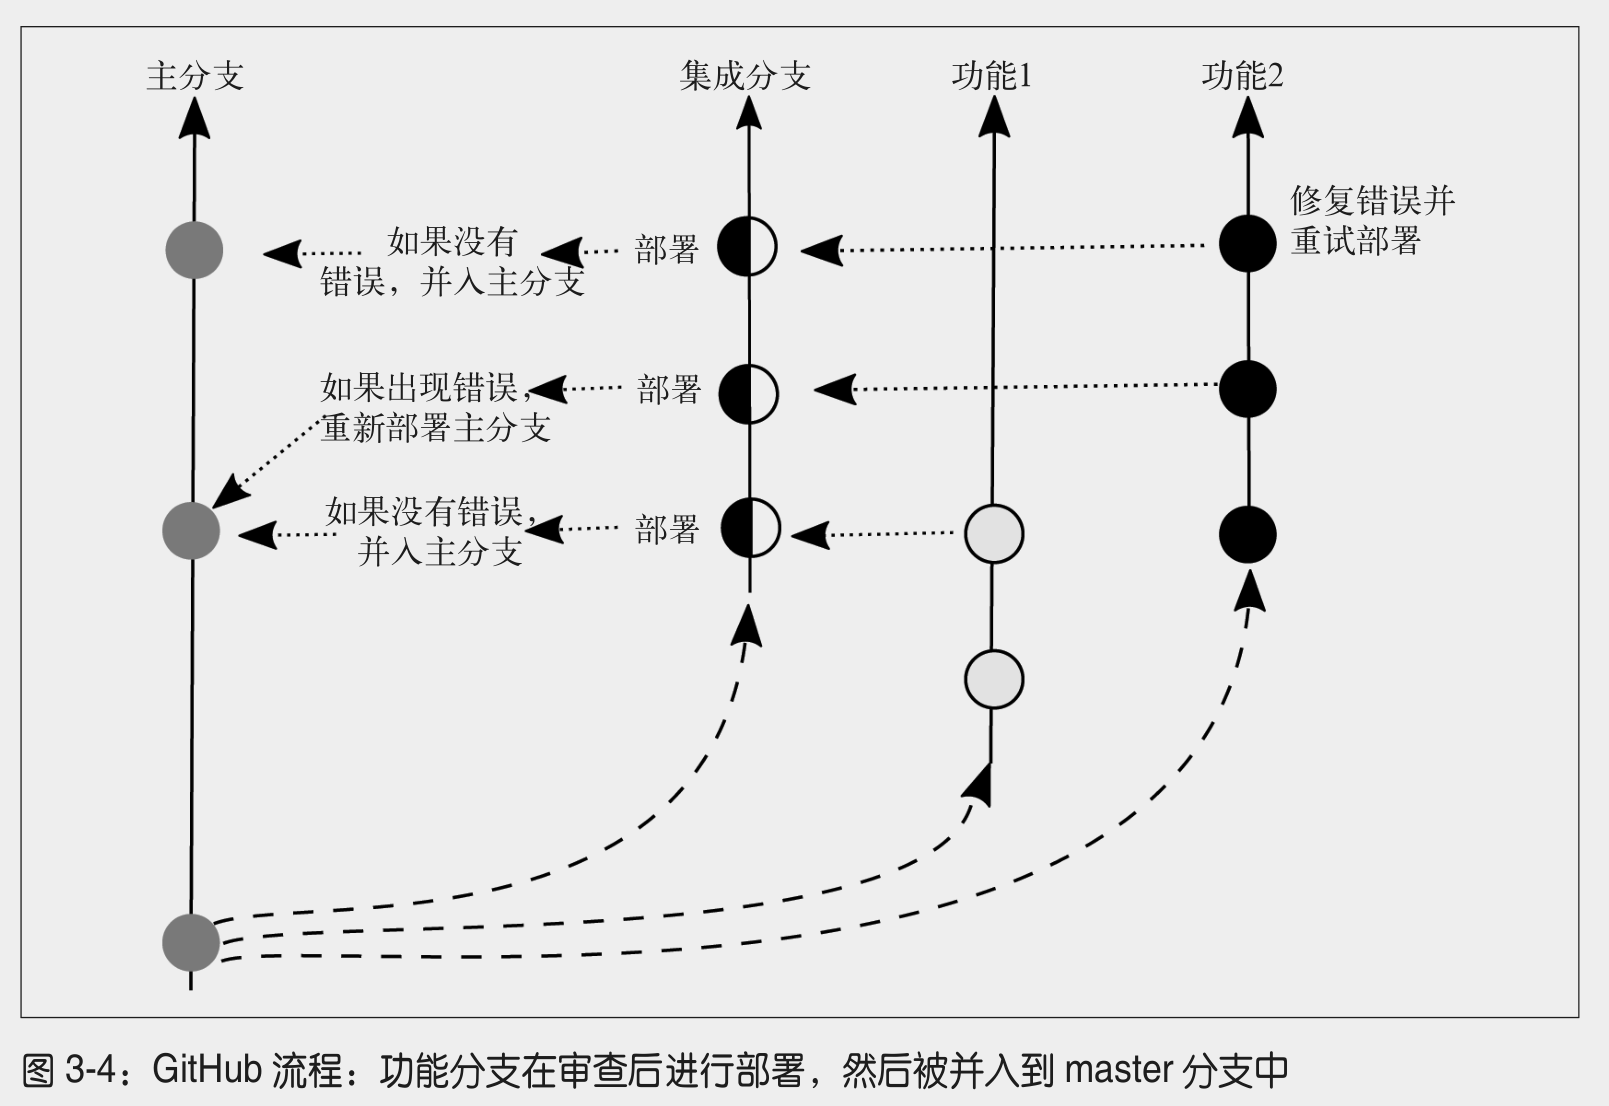 主分支
集成分支
功能1
功能2
修复错误并
重试部署
如果没有
错误，并入主分支
部署
如果出现错误，
重新部署主分支
部署
如果没有错误，
并入主分支
部署
图 3-4：GitHub 流程：功能分支在审查后进行部署，然后被并入到 master 分支中